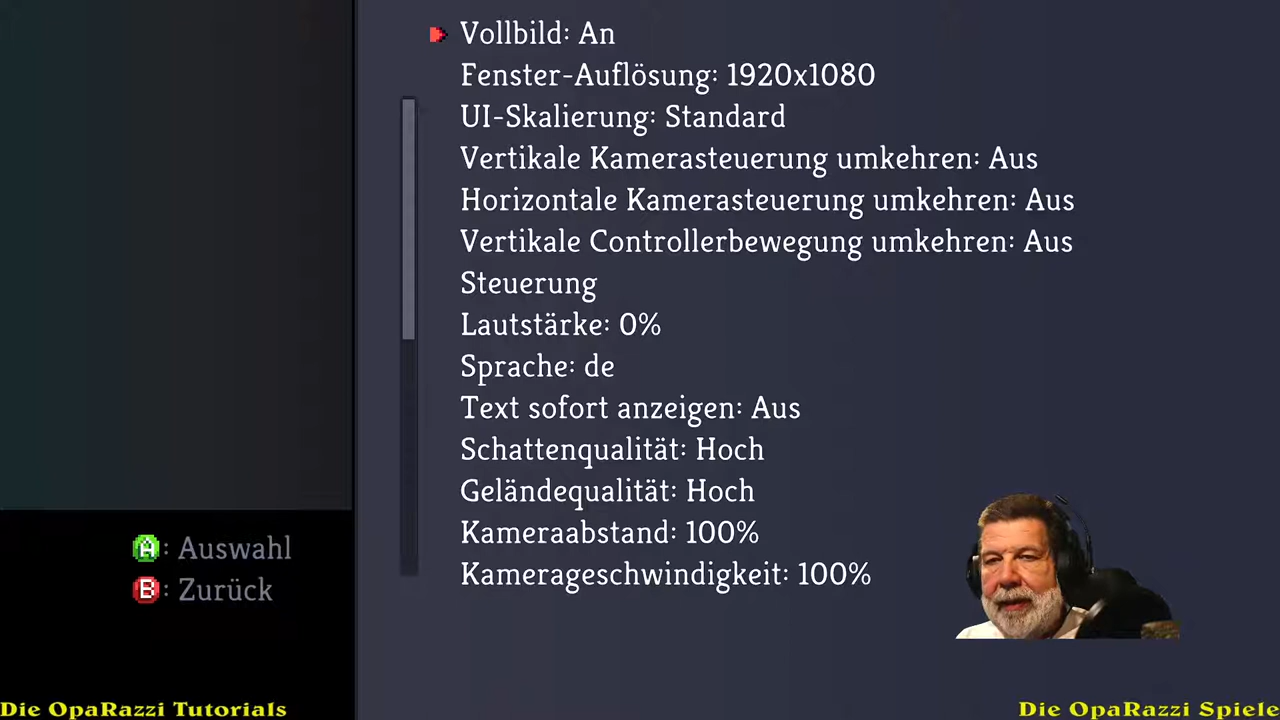 Vollbild: An
Fenster-Auflösung: 1920x1080
UI-Skalierung: Standard
Vertikale Kamerasteuerung umkehren: Aus
Horizontale Kamerasteuerung umkehren: Aus
Vertikale Controllerbewegung umkehren: Aus
Steuerung
Lautstärke: 0%
Sprache: de
Text sofort anzeigen: Aus
Schattenqualität: Hoch
Geländequalität: Hoch
Kameraabstand: 100%
Kamerageschwindigkeit: 100%
A: Auswahl
B: Zurück
Die OpaRazzi Tutorials
Die OpaRazzi Spiele